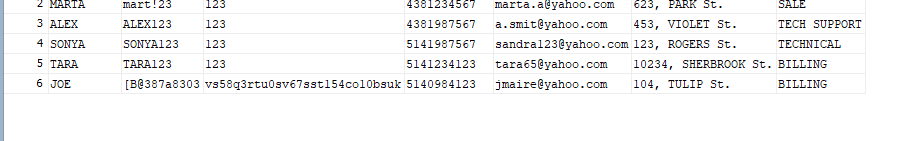 2 MARTA mart!23 123 4381234567 marta.a@yahoo.com 623, PARK St. SALE
3 ALEX ALEX123 123 4381987567 a.smit@yahoo.com 453, VIOLET St. TECH SUPPORT
4 SONYA SONYA123 123 5141987567 sandra123@yahoo.com 123, ROGERS St. TECHNICAL
5 TARA TARA123 123 5141234123 tara65@yahoo.com 10234, SHERBROOK St. BILLING
6 JOE [B@387a8303 vs58q3rtu0sv67sstl54col0bsuk 5140984123 jmaire@yahoo.com 104, TULIP St. BILLING